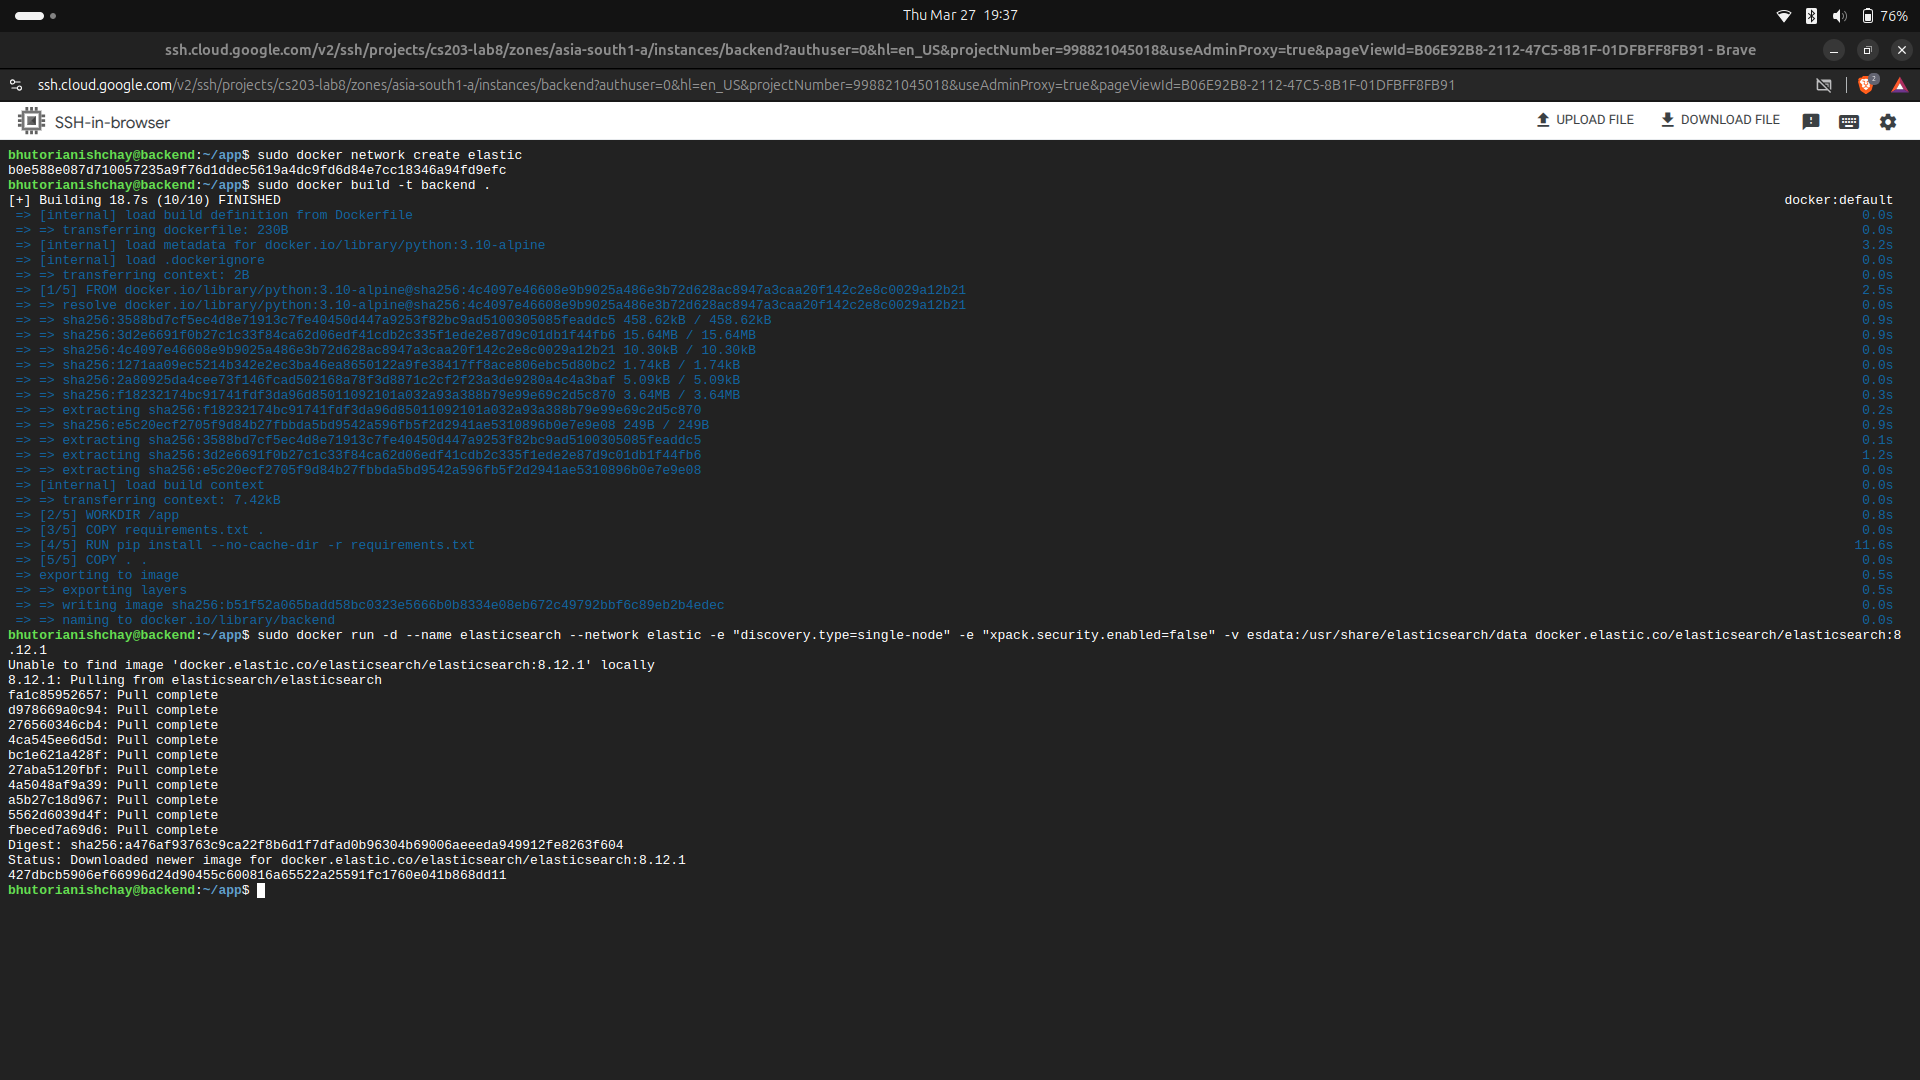 Thu Mar 27 19:37
76%
ssh.cloud.google.com/v2/ssh/projects/cs203-lab8/zones/asia-south1-a/instances/backend?authuser=0&hl=en_US&projectNumber=998821045018&useAdminProxy=true&pageViewId=B06E92B8-2112-47C5-8B1F-01DFBFF8FB91 - Brave
ssh.cloud.google.com/v2/ssh/projects/cs203-lab8/zones/asia-south1-a/instances/backend?authuser=0&hl=en_US&projectNumber=998821045018&useAdminProxy=true&pageViewId=B06E92B8-2112-47C5-8B1F-01DFBFF8FB91
2
SSH-in-browser
UPLOAD FILE
DOWNLOAD FILE
bhutorianishchay@backend:~/app$ sudo docker network create elastic
b0e588e087d710057235a9f76d1ddec5619a4dc9fd6d84e7cc18346a94fd9efc
bhutorianishchay@backend:~/app$ sudo docker build -t backend .
[+] Building 18.7s (10/10) FINISHED docker:default
=> [internal] load build definition from Dockerfile 0.0s
=> => transferring dockerfile: 230B 0.0s
=> [internal] load metadata for docker.io/library/python:3.10-alpine 3.2s
=> [internal] load .dockerignore 0.0s
=> => transferring context: 2B 0.0s
=> [1/5] FROM docker.io/library/python:3.10-alpine@sha256:4c4097e46608e9b9025a486e3b72d628ac8947a3caa20f142c2e8c0029a12b21 2.5s
=> => resolve docker.io/library/python:3.10-alpine@sha256:4c4097e46608e9b9025a486e3b72d628ac8947a3caa20f142c2e8c0029a12b21 0.0s
=> => sha256:3588bd7cf5ec4d8e71913c7fe40450d447a9253f82bc9ad5100305085feaddc5 458.62kB / 458.62kB 0.9s
=> => sha256:3d2e6691f0b27c1c33f84ca62d06edf41cdb2c335f1ede2e87d9c01db1f44fb6 15.64MB / 15.64MB 0.9s
=> => sha256:4c4097e46608e9b9025a486e3b72d628ac8947a3caa20f142c2e8c0029a12b21 10.30kB / 10.30kB 0.0s
=> => sha256:1271aa09ec5214b342e2ec3ba46ea8650122a9fe38417ff8ace806ebc5d80bc2 1.74kB / 1.74kB 0.0s
=> => sha256:2a80925da4cee73f146fcad502168a78f3d8871c2cf2f23a3de9280a4c4a3baf 5.09kB / 5.09kB 0.0s
=> => sha256:f18232174bc91741fdf3da96d85011092101a032a93a388b79e99e69c2d5c870 3.64MB / 3.64MB 0.3s
=> => extracting sha256:f18232174bc91741fdf3da96d85011092101a032a93a388b79e99e69c2d5c870 0.2s
=> => sha256:e5c20ecf2705f9d84b27fbbda5bd9542a596fb5f2d2941ae5310896b0e7e9e08 249B / 249B 0.9s
=> => extracting sha256:3588bd7cf5ec4d8e71913c7fe40450d447a9253f82bc9ad5100305085feaddc5 0.1s
=> => extracting sha256:3d2e6691f0b27c1c33f84ca62d06edf41cdb2c335f1ede2e87d9c01db1f44fb6 1.2s
=> => extracting sha256:e5c20ecf2705f9d84b27fbbda5bd9542a596fb5f2d2941ae5310896b0e7e9e08 0.0s
=> [internal] load build context 0.0s
=> => transferring context: 7.42kB 0.0s
=> [2/5] WORKDIR /app 0.8s
=> [3/5] COPY requirements.txt . 0.0s
=> [4/5] RUN pip install --no-cache-dir -r requirements.txt 11.6s
=> [5/5] COPY . . 0.0s
=> exporting to image 0.5s
=> => exporting layers 0.5s
=> => writing image sha256:b51f52a065badd58bc0323e5666b0b8334e08eb672c49792bbf6c89eb2b4edec 0.0s
=> => naming to docker.io/library/backend 0.0s
bhutorianishchay@backend:~/app$ sudo docker run -d --name elasticsearch --network elastic -e "discovery.type=single-node" -e "xpack.security.enabled=false" -v esdata:/usr/share/elasticsearch/data docker.elastic.co/elasticsearch/elasticsearch:8
.12.1
Unable to find image 'docker.elastic.co/elasticsearch/elasticsearch:8.12.1' locally
8.12.1: Pulling from elasticsearch/elasticsearch
fa1c85952657: Pull complete
d978669a0c94: Pull complete
276560346cb4: Pull complete
4ca545ee6d5d: Pull complete
bc1e621a428f: Pull complete
27aba5120fbf: Pull complete
4a5048af9a39: Pull complete
a5b27c18d967: Pull complete
5562d6039d4f: Pull complete
fbeced7a69d6: Pull complete
Digest: sha256:a476af93763c9ca22f8b6d1f7dfad0b96304b69006aeeeda949912fe8263f604
Status: Downloaded newer image for docker.elastic.co/elasticsearch/elasticsearch:8.12.1
427dbcb5906ef66996d24d90455c600816a65522a25591fc1760e041b868dd11
bhutorianishchay@backend:~/app$